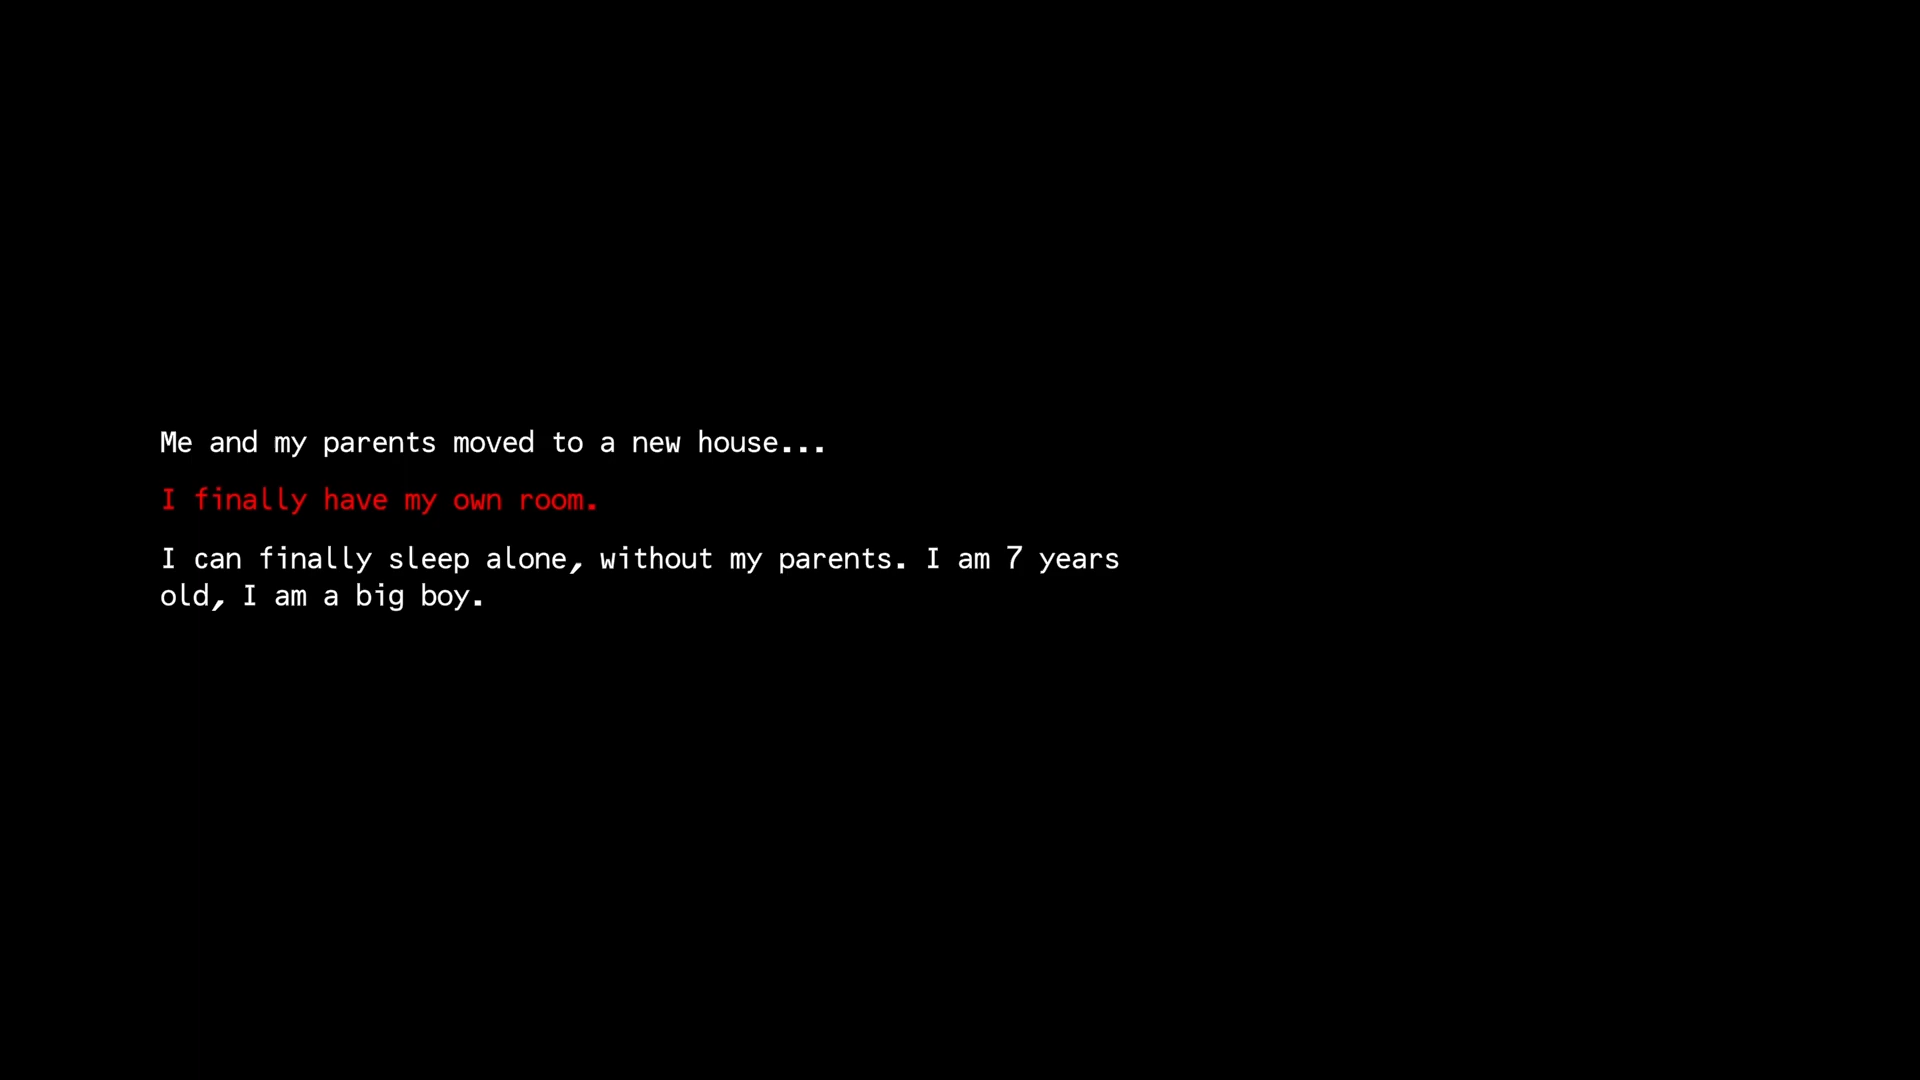 Me and my parents moved to a new house...
I finally have my own room.
I can finally sleep alone, without my parents. I am 7 years
old, I am a big boy.